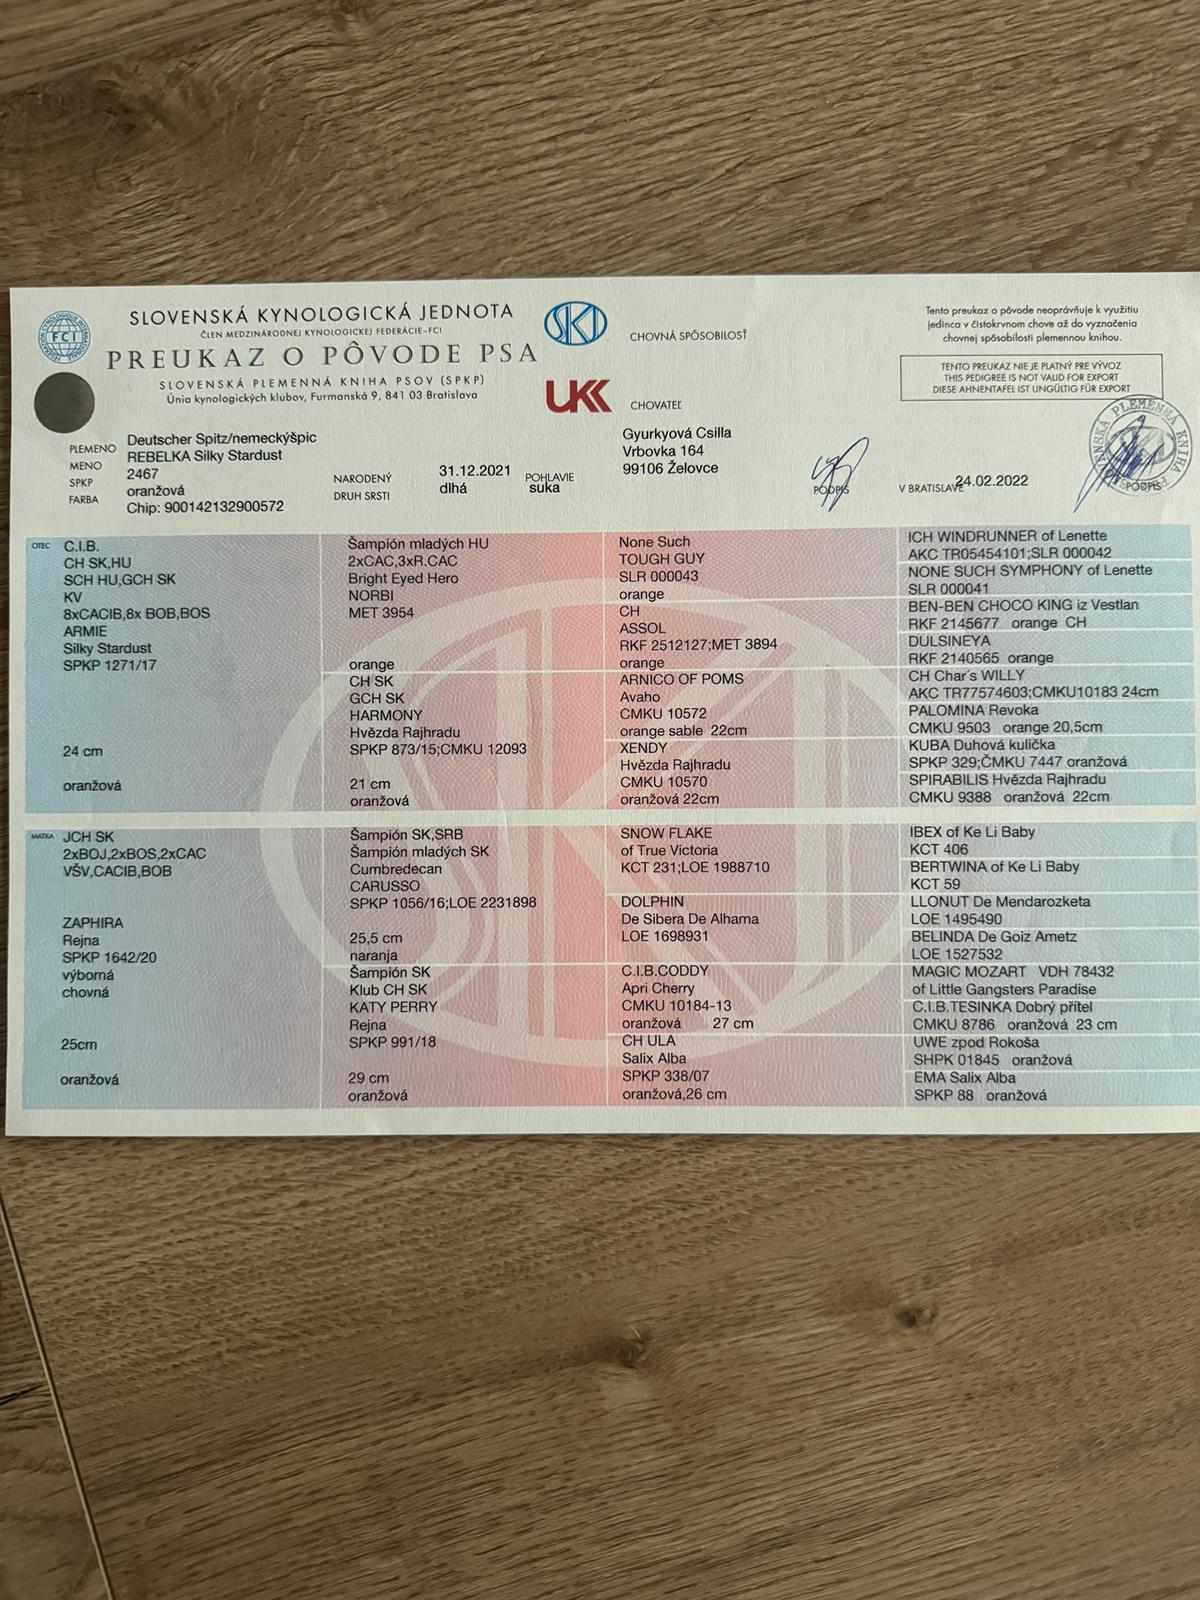 SLOVENSKÁ KYNOLOGICKÁ JEDNOTA
ČLEN MEDZINÁRODNEJ KYNOLOGICKEJ FEDERÁCIE-FCI
FCI
PREUKAZ O PÔVODE PSA
SLOVENSKÁ PLEMENNÁ KNIHA PSOV (SPKP)
Únia kynologických klubov, Furmanská 9, 841 03 Bratislava
SKJ
UKK
CHOVNÁ SPÔSOBILOSŤ
CHOVATEĽ
Tento preukaz o pôvode neoprávňuje k využitiu
jedinca v čistokrvnom chove až do vyznačenia
chovnej spôsobilosti plemennou knihou.
TENTO PREUKAZ NIE JE PLATNÝ PRE VÝVOZ
THIS PEDIGREE IS NOT VALID FOR EXPORT
DIESE AHNENTAFEL IST UNGÜLTIG FÜR EXPORT
PLEMENO Deutscher Spitz/nemeckýšpic
MENO REBELKA Silky Stardust
SPKP 2467
FARBA oranžová
Chip: 900142132900572
NARODENÝ 31.12.2021 POHLAVIE suka
DRUH SRSTI dlhá
Gyurkyová Csilla
Vrbovka 164
99106 Želovce
PODPIS
V BRATISLAVE 24.02.2022
PODPIS
OTEC C.I.B.
CH SK,HU
SCH HU,GCH SK
KV
8xCACIB,8x BOB,BOS
ARMIE
Silky Stardust
SPKP 1271/17
24 cm
oranžová
Šampión mladých HU
2xCAC,3xR.CAC
Bright Eyed Hero
NORBI
MET 3954
orange
CH SK
GCH SK
HARMONY
Hvězda Rajhradu
SPKP 873/15;CMKU 12093
21 cm
oranžová
None Such
TOUGH GUY
SLR 000043
orange
CH
ASSOL
RKF 2512127;MET 3894
orange
ARNICO OF POMS
Avaho
CMKU 10572
orange sable 22cm
XENDY
Hvězda Rajhradu
CMKU 10570
oranžová 22cm
ICH WINDRUNNER of Lenette
AKC TR05454101;SLR 000042
NONE SUCH SYMPHONY of Lenette
SLR 000041
BEN-BEN CHOCO KING iz Vestlan
RKF 2145677 orange CH
DULSINEYA
RKF 2140565 orange
CH Char´s WILLY
AKC TR77574603;CMKU10183 24cm
PALOMINA Revoka
CMKU 9503 orange 20,5cm
KUBA Duhová kulička
SPKP 329;ČMKU 7447 oranžová
SPIRABILIS Hvězda Rajhradu
CMKU 9388 oranžová 22cm
MATKA JCH SK
2xBOJ,2xBOS,2xCAC
VŠV,CACIB,BOB
ZAPHIRA
Rejna
SPKP 1642/20
výborná
chovná
25cm
oranžová
Šampión SK,SRB
Šampión mladých SK
Cumbredecan
CARUSSO
SPKP 1056/16;LOE 2231898
25,5 cm
naranja
Šampión SK
Klub CH SK
KATY PERRY
Rejna
SPKP 991/18
29 cm
oranžová
SNOW FLAKE
of True Victoria
KCT 231;LOE 1988710
DOLPHIN
De Sibera De Alhama
LOE 1698931
C.I.B.CODDY
Apri Cherry
CMKU 10184-13
oranžová 27 cm
CH ULA
Salix Alba
SPKP 338/07
oranžová,26 cm
IBEX of Ke Li Baby
KCT 406
BERTWINA of Ke Li Baby
KCT 59
LLONUT De Mendarozketa
LOE 1495490
BELINDA De Goiz Ametz
LOE 1527532
MAGIC MOZART VDH 78432
of Little Gangsters Paradise
C.I.B.TESINKA Dobrý přítel
CMKU 8786 oranžová 23 cm
UWE zpod Rokoša
SHPK 01845 oranžová
EMA Salix Alba
SPKP 88 oranžová